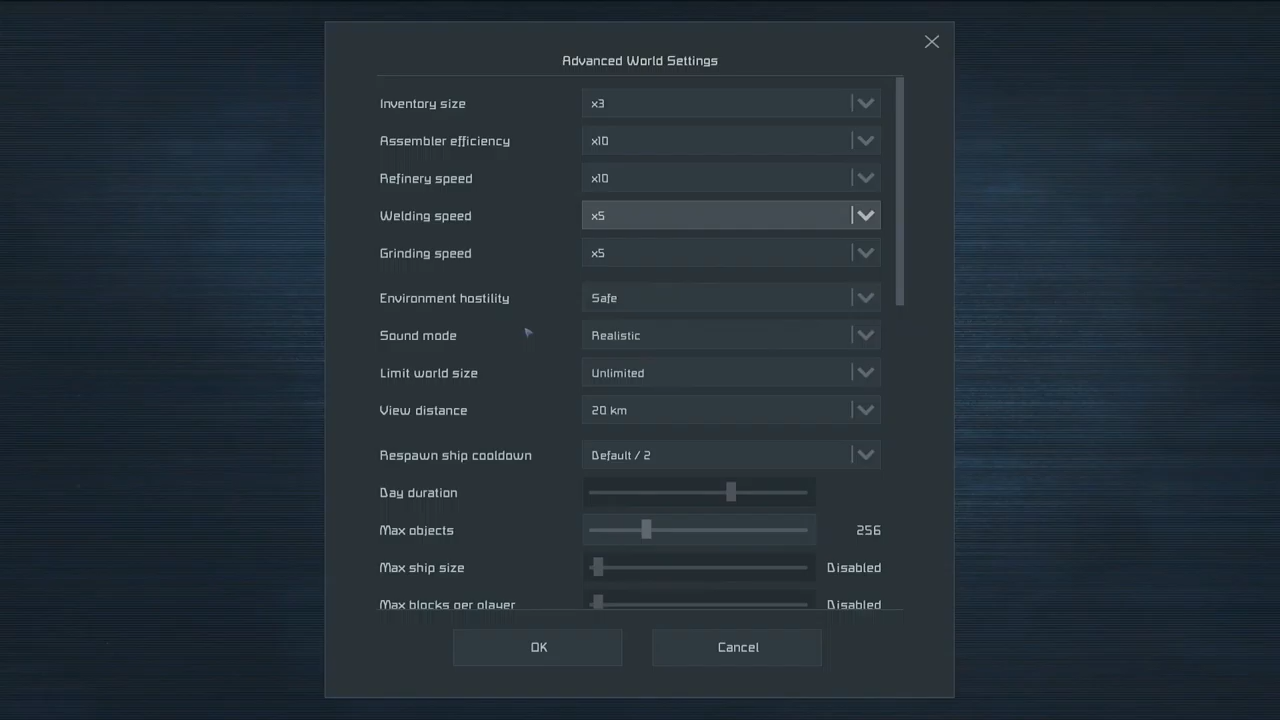 Advanced World Settings
Inventory size x3
Assembler efficiency x10
Refinery speed x10
Welding speed x5
Grinding speed x5
Environment hostility Safe
Sound mode Realistic
Limit world size Unlimited
View distance 20 km
Respawn ship cooldown Default / 2
Day duration
Max objects 256
Max ship size Disabled
Max blocks per player Disabled
OK Cancel